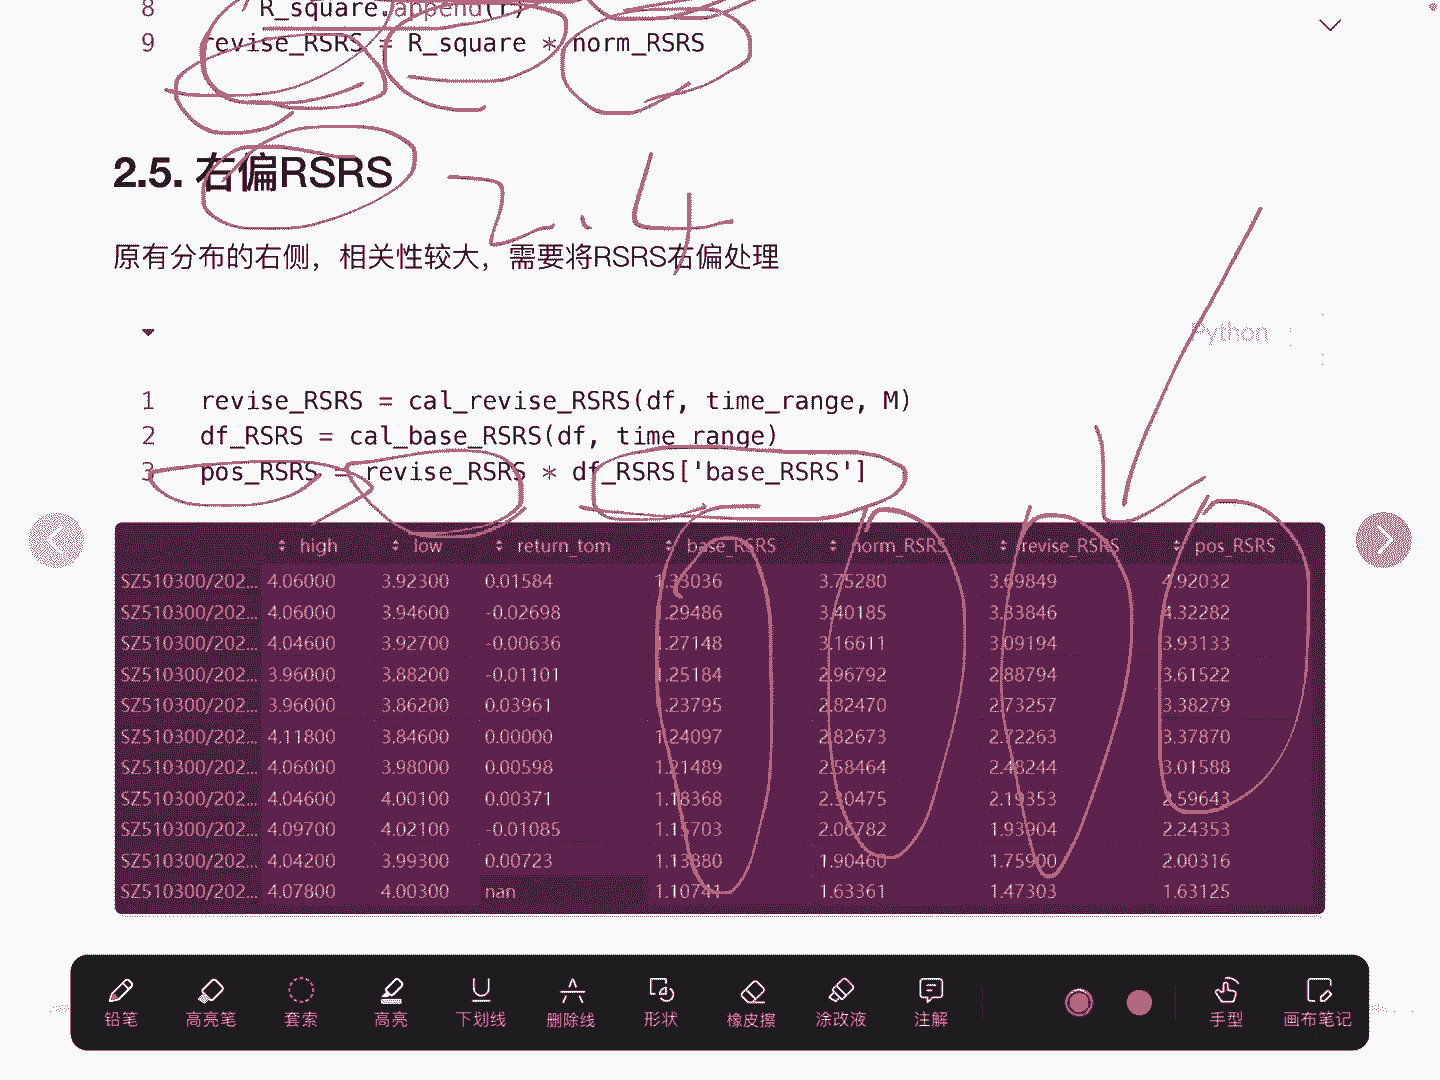 8 R_square.append(r)
9 revise_RSRS = R_square * norm_RSRS
2.5. 右偏RSRS
2.4
原有分布的右侧，相关性较大，需要将RSRS右偏处理
Python
1 revise_RSRS = cal_revise_RSRS(df, time_range, M)
2 df_RSRS = cal_base_RSRS(df, time_range)
3 pos_RSRS = revise_RSRS * df_RSRS['base_RSRS']
high low return_tom base_RSRS norm_RSRS revise_RSRS pos_RSRS
SZ510300/202... 4.06000 3.92300 0.01584 1.33036 3.75280 3.69849 4.92032
SZ510300/202... 4.06000 3.94600 -0.02698 1.29486 3.40185 3.33846 4.32282
SZ510300/202... 4.04600 3.92700 -0.00636 1.27148 3.16611 3.09194 3.93133
SZ510300/202... 3.96000 3.88200 -0.01101 1.25184 2.96792 2.88794 3.61522
SZ510300/202... 3.96000 3.86200 0.03961 1.23795 2.82470 2.73257 3.38279
SZ510300/202... 4.11800 3.84600 0.00000 1.24097 2.82673 2.72263 3.37870
SZ510300/202... 4.06000 3.98000 0.00598 1.21489 2.58464 2.48244 3.01588
SZ510300/202... 4.04600 4.00100 0.00371 1.18368 2.30475 2.19353 2.59643
SZ510300/202... 4.09700 4.02100 -0.01085 1.15703 2.06782 1.93904 2.24353
SZ510300/202... 4.04200 3.99300 0.00723 1.13880 1.90460 1.75900 2.00316
SZ510300/202... 4.07800 4.00300 nan 1.10741 1.63361 1.47303 1.63125
铅笔 高亮笔 套索 高亮 下划线 删除线 形状 橡皮擦 涂改液 注解 手型 画布笔记